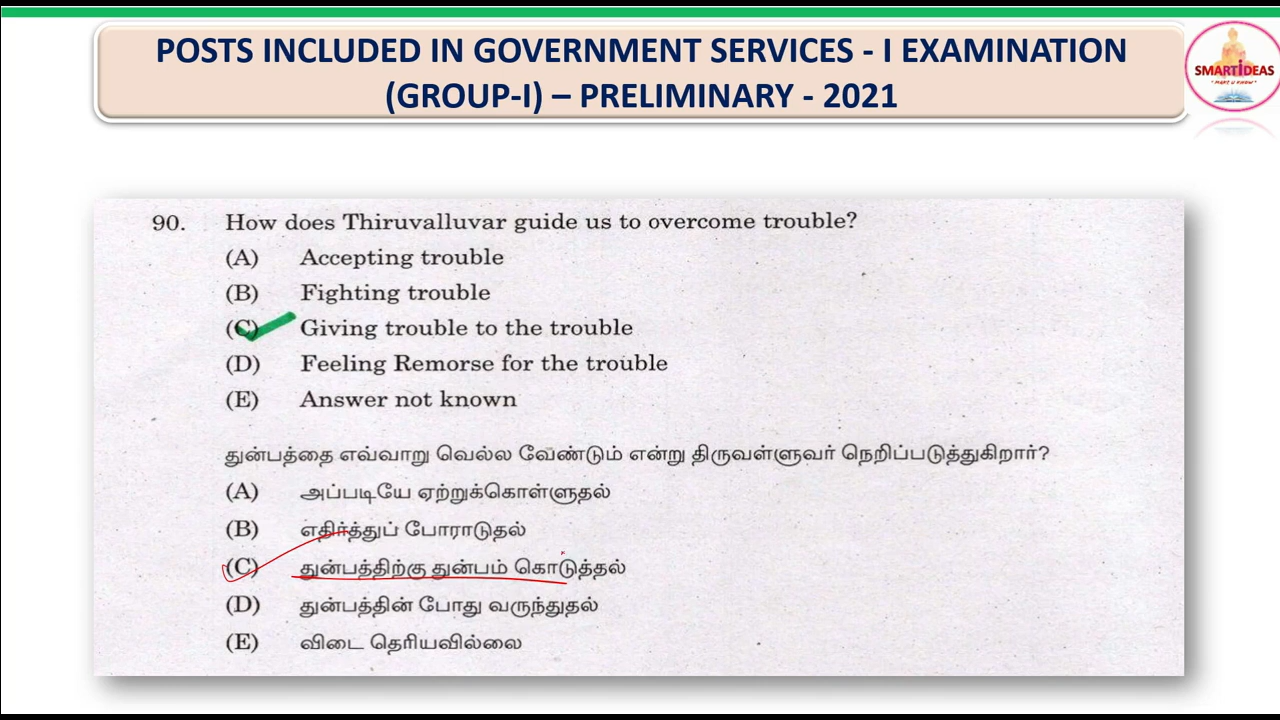 POSTS INCLUDED IN GOVERNMENT SERVICES - I EXAMINATION
(GROUP-I) – PRELIMINARY - 2021
SMARTiDEAS
90. How does Thiruvalluvar guide us to overcome trouble?
(A) Accepting trouble
(B) Fighting trouble
(C) Giving trouble to the trouble
(D) Feeling Remorse for the trouble
(E) Answer not known
துன்பத்தை எவ்வாறு வெல்ல வேண்டும் என்று திருவள்ளுவர் நெறிப்படுத்துகிறார்?
(A) அப்படியே ஏற்றுக்கொள்ளுதல்
(B) எதிர்த்துப் போராடுதல்
(C) துன்பத்திற்கு துன்பம் கொடுத்தல்
(D) துன்பத்தின் போது வருந்துதல்
(E) விடை தெரியவில்லை